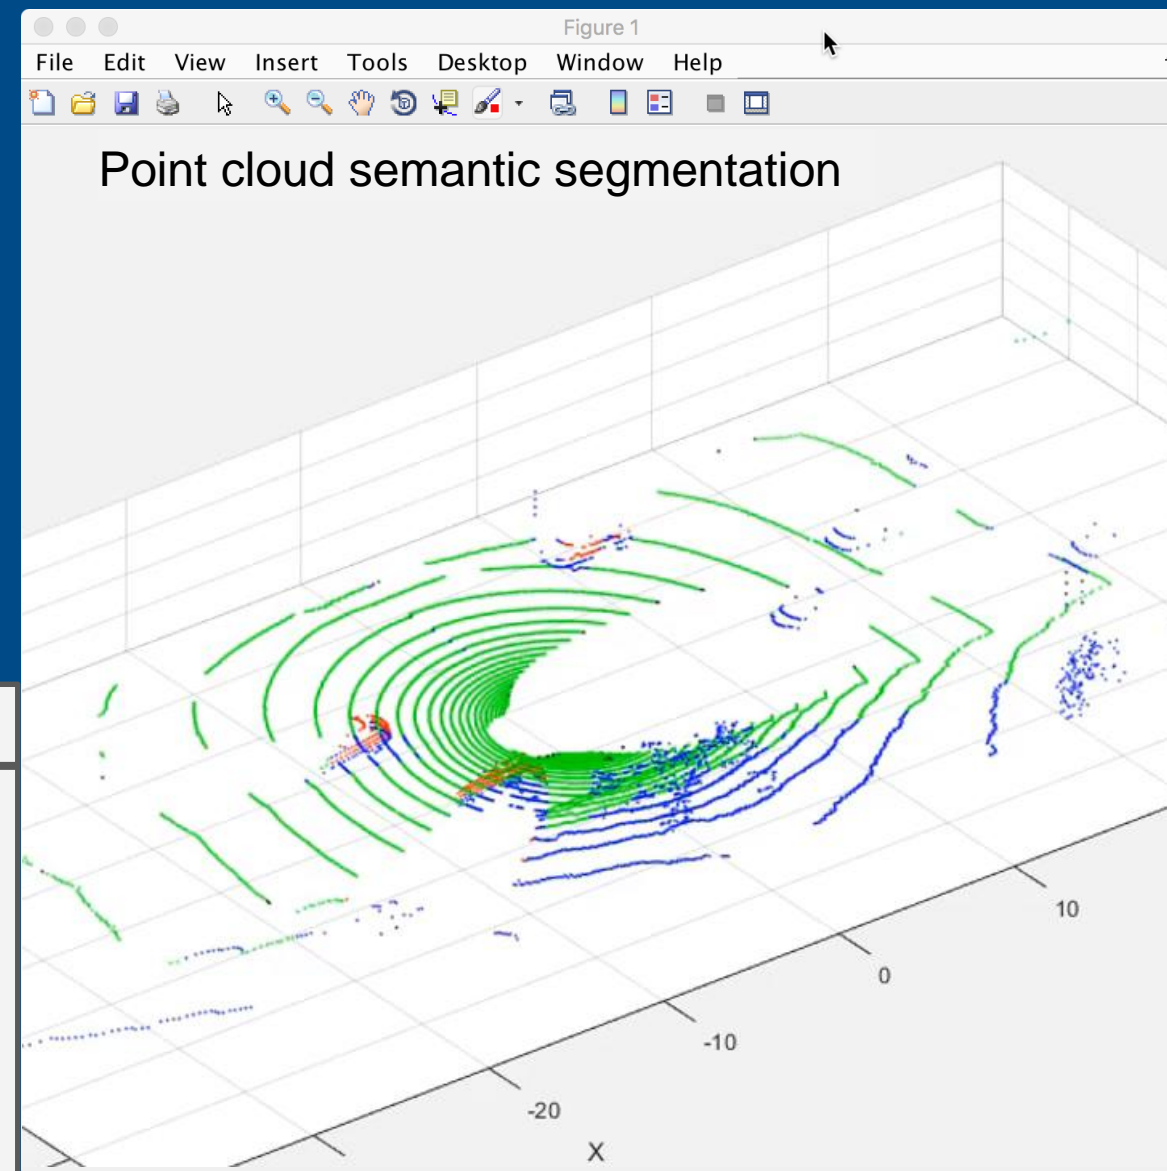 Figure 1
File Edit View Insert Tools Desktop Window Help
Point cloud semantic segmentation
10
0
-10
-20
X